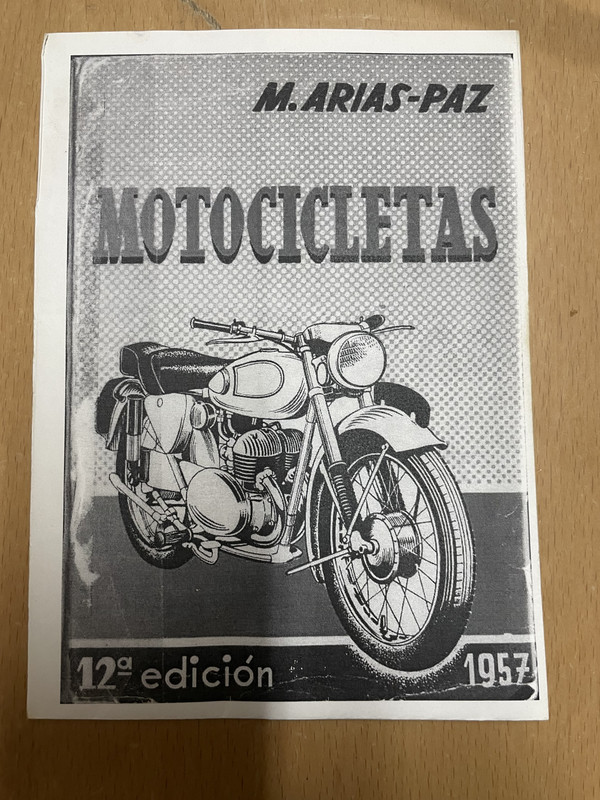 M. ARIAS-PAZ
MOTOCICLETAS
12ª edición
1957